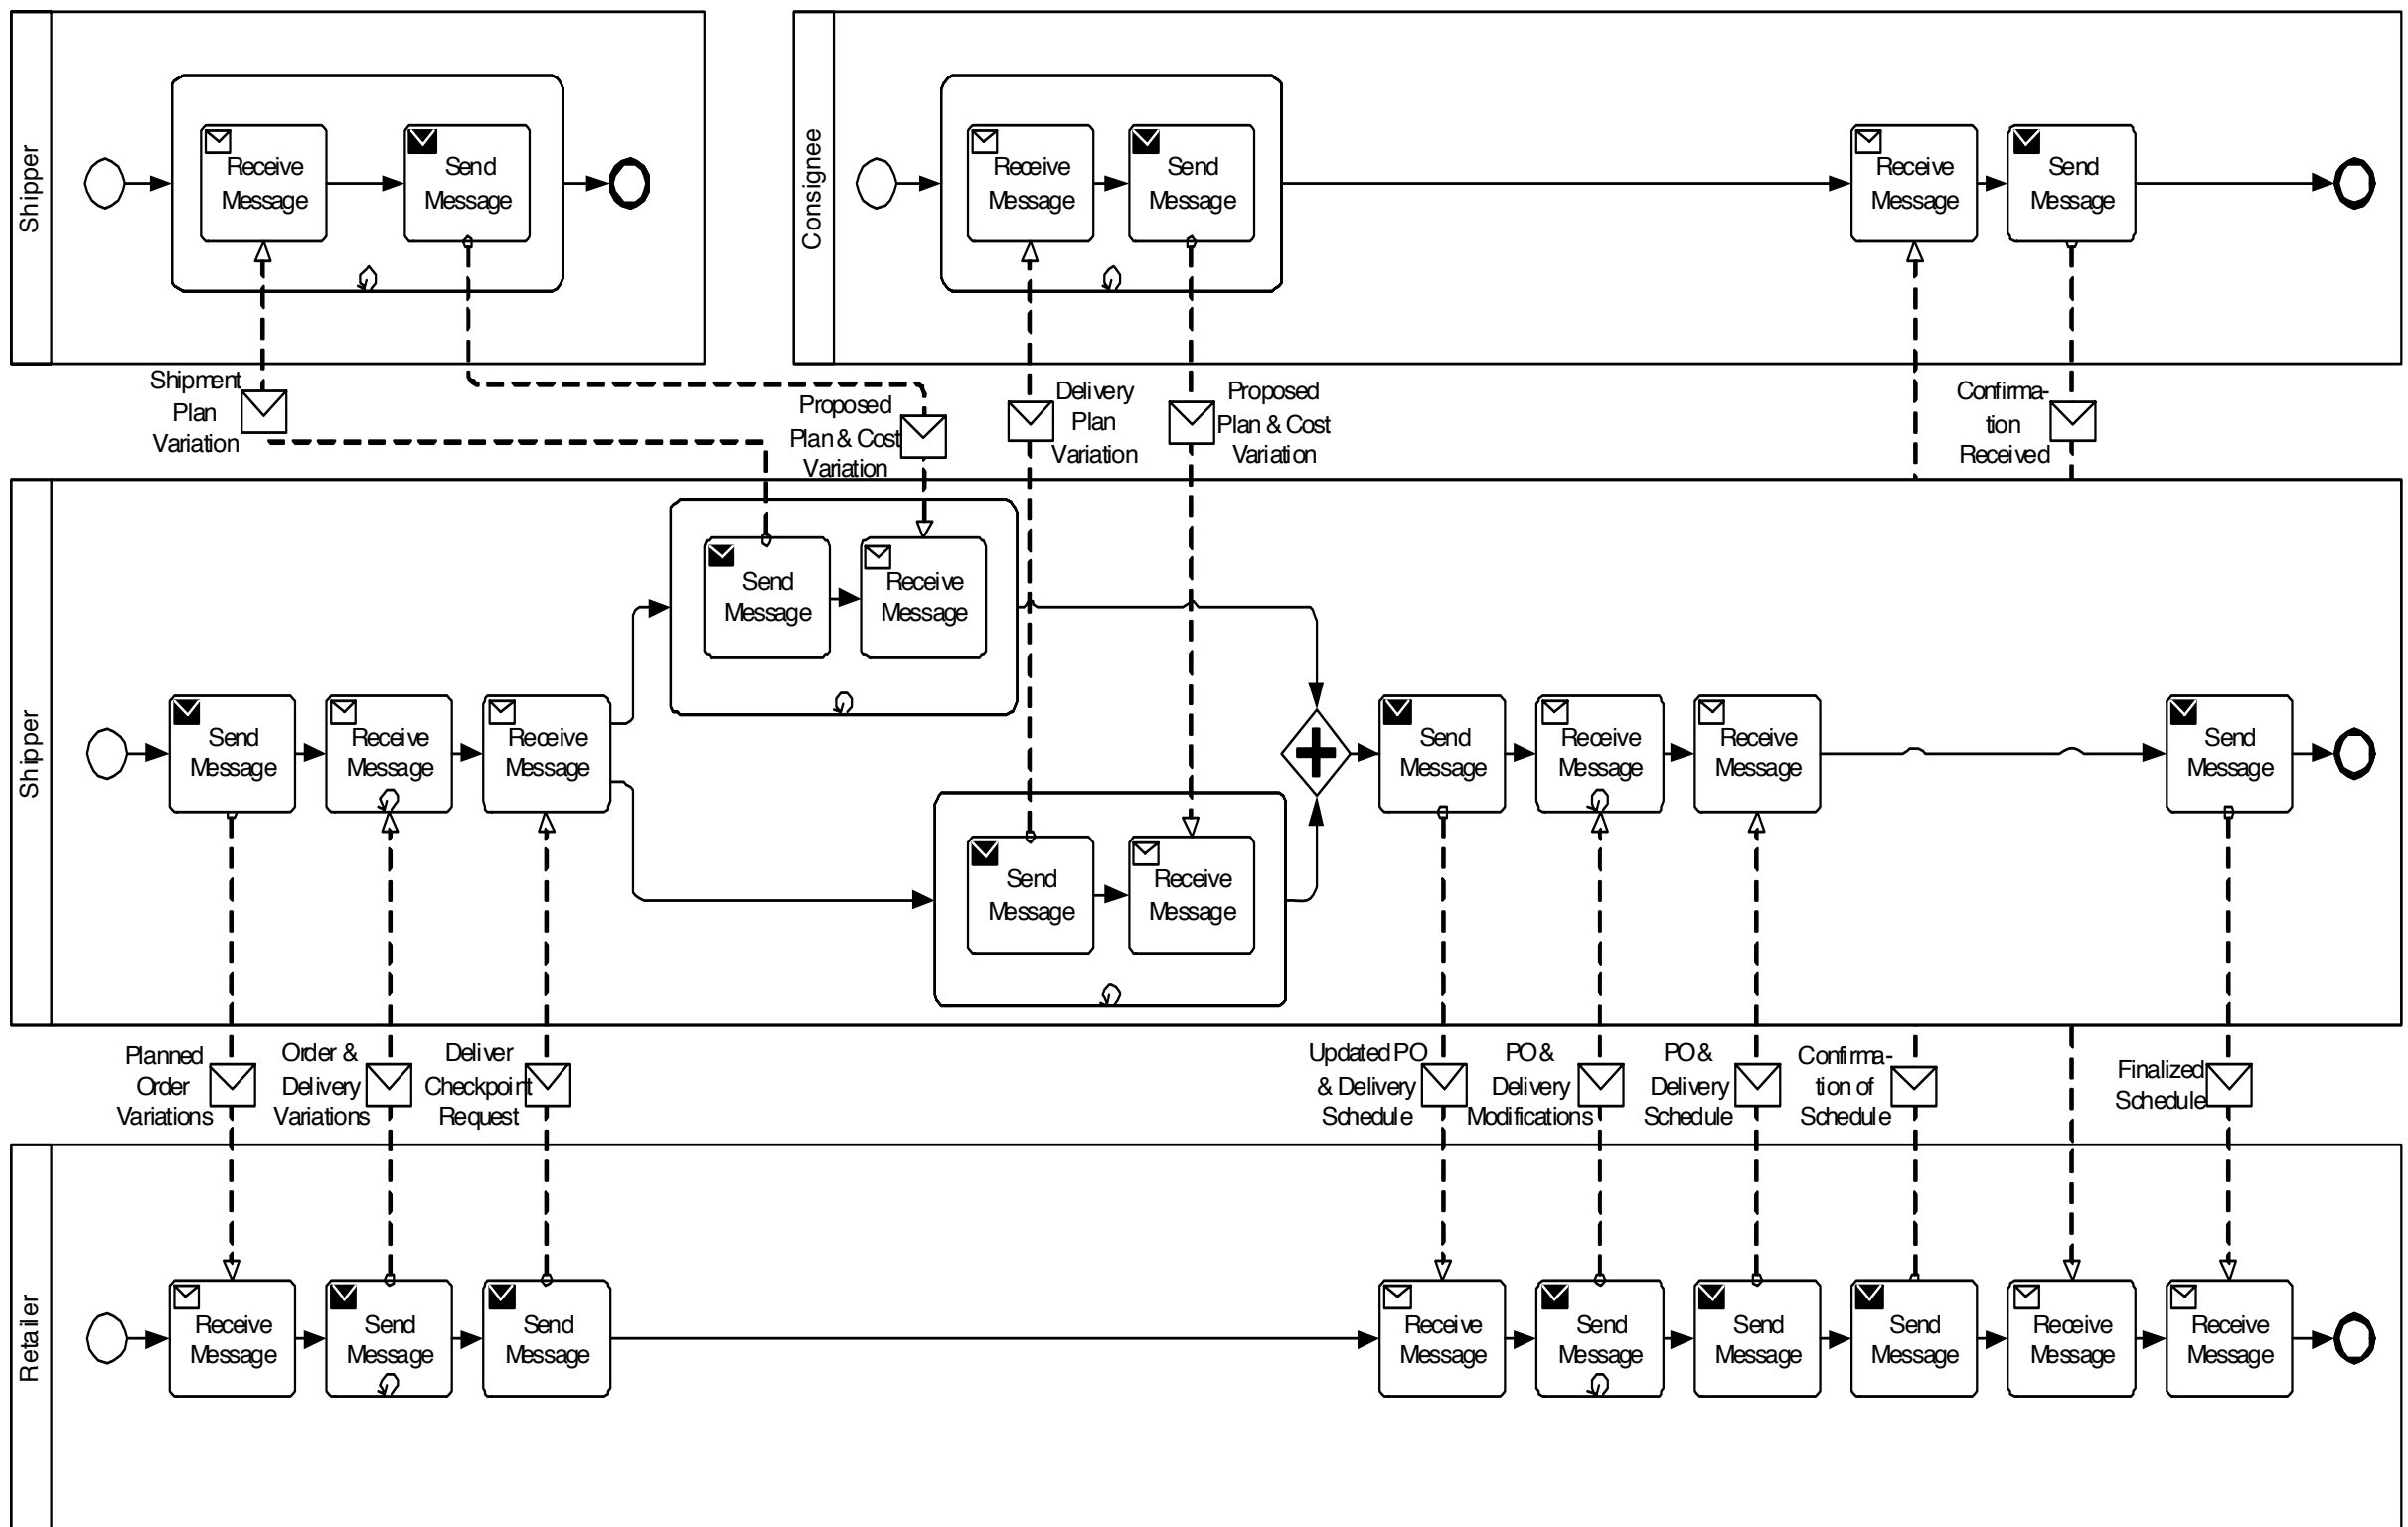 Shipper
Receive
Message
Send
Message
Consignee
Receive
Message
Send
Message
Receive
Message
Send
Message
Shipment
Plan
Variation
Proposed
Plan & Cost
Variation
Delivery
Plan
Variation
Proposed
Plan & Cost
Variation
Confirma-
tion
Received
Shipper
Send
Message
Receive
Message
Send
Message
Receive
Message
Receive
Message
Send
Message
Receive
Message
Send
Message
Receive
Message
Receive
Message
Send
Message
Planned
Order
Variations
Order &
Delivery
Variations
Deliver
Checkpoint
Request
Updated PO
& Delivery
Schedule
PO &
Delivery
Modifications
PO &
Delivery
Schedule
Confirma-
tion of
Schedule
Finalized
Schedule
Retailer
Receive
Message
Send
Message
Send
Message
Receive
Message
Send
Message
Send
Message
Send
Message
Receive
Message
Receive
Message